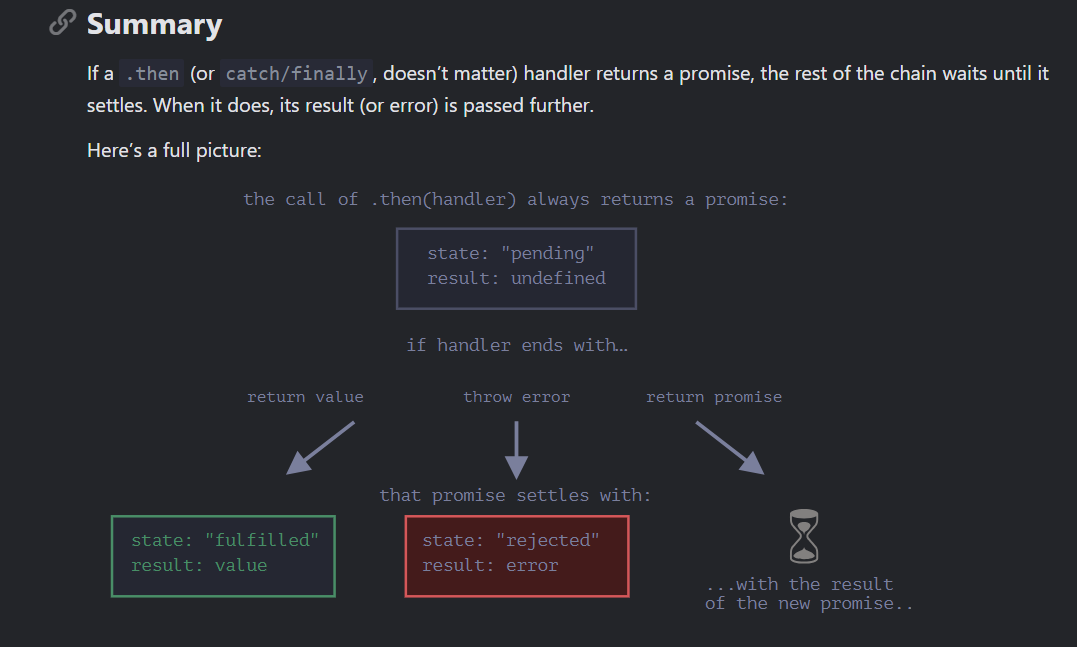 Summary
If a .then (or catch/finally, doesn’t matter) handler returns a promise, the rest of the chain waits until it
settles. When it does, its result (or error) is passed further.
Here’s a full picture:
the call of .then(handler) always returns a promise:
state: "pending"
result: undefined
if handler ends with…
return value
throw error
return promise
that promise settles with:
state: "fulfilled"
result: value
state: "rejected"
result: error
...with the result
of the new promise..